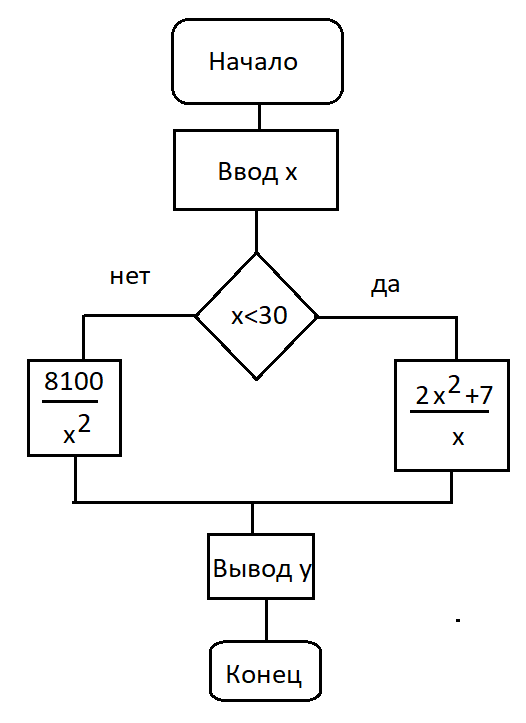 Начало
Ввод x
нет
да
x<30
8100
x²
2x²+7
x
Вывод y
Конец